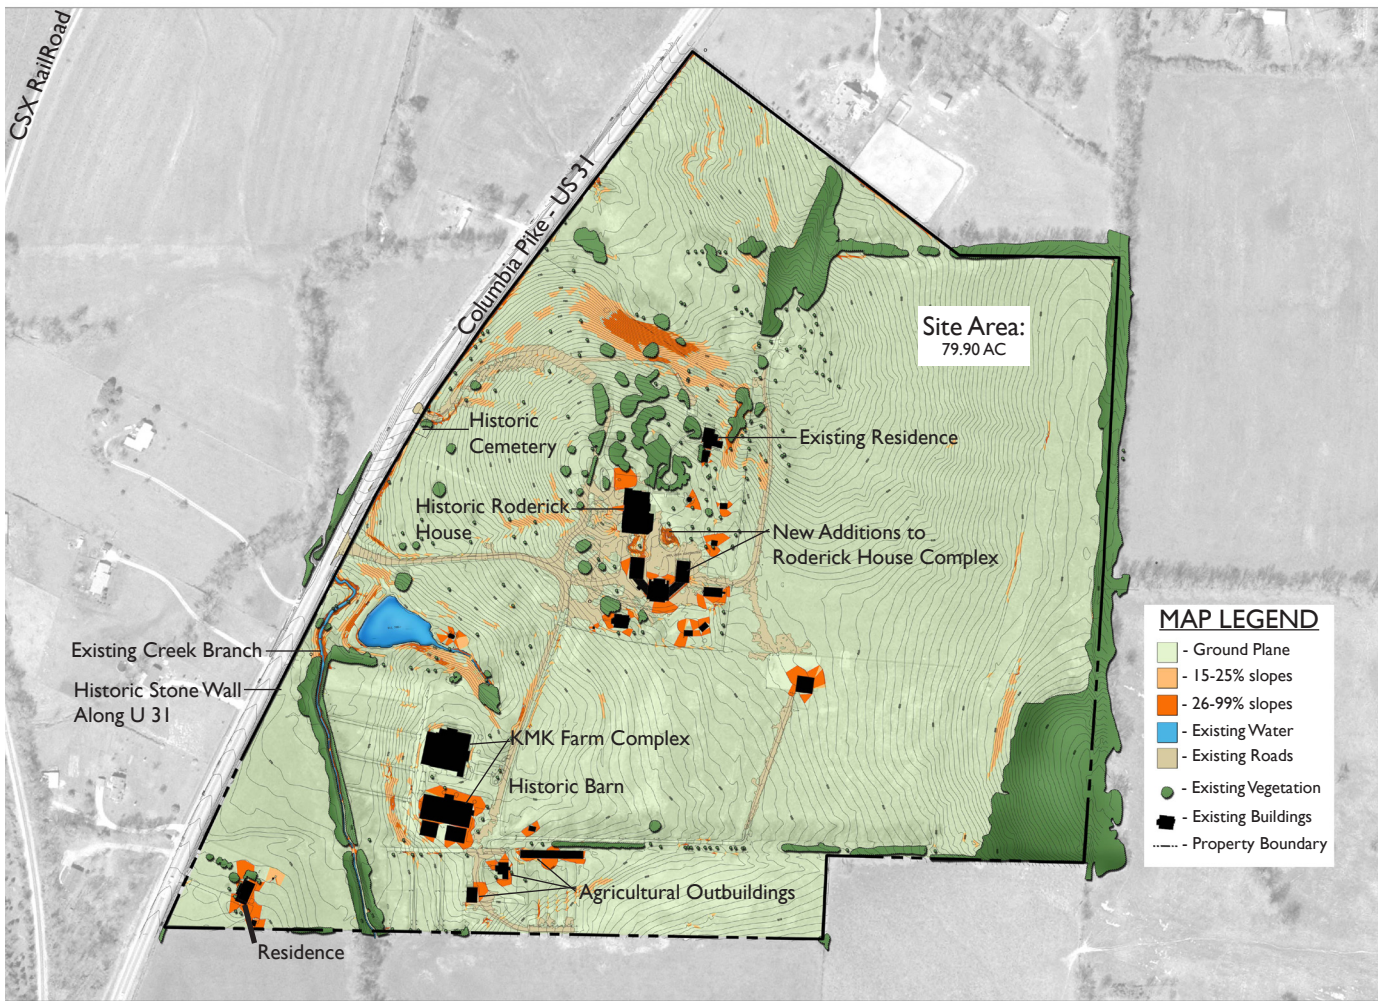 CSX RailRoad
Columbia Pike - US 31
Site Area:
79.90 AC
Historic
Cemetery
Existing Residence
Historic Roderick
House
New Additions to
Roderick House Complex
Existing Creek Branch
Historic Stone Wall
Along U 31
KMK Farm Complex
Historic Barn
Agricultural Outbuildings
Residence
MAP LEGEND
- Ground Plane
- 15-25% slopes
- 26-99% slopes
- Existing Water
- Existing Roads
- Existing Vegetation
- Existing Buildings
- Property Boundary